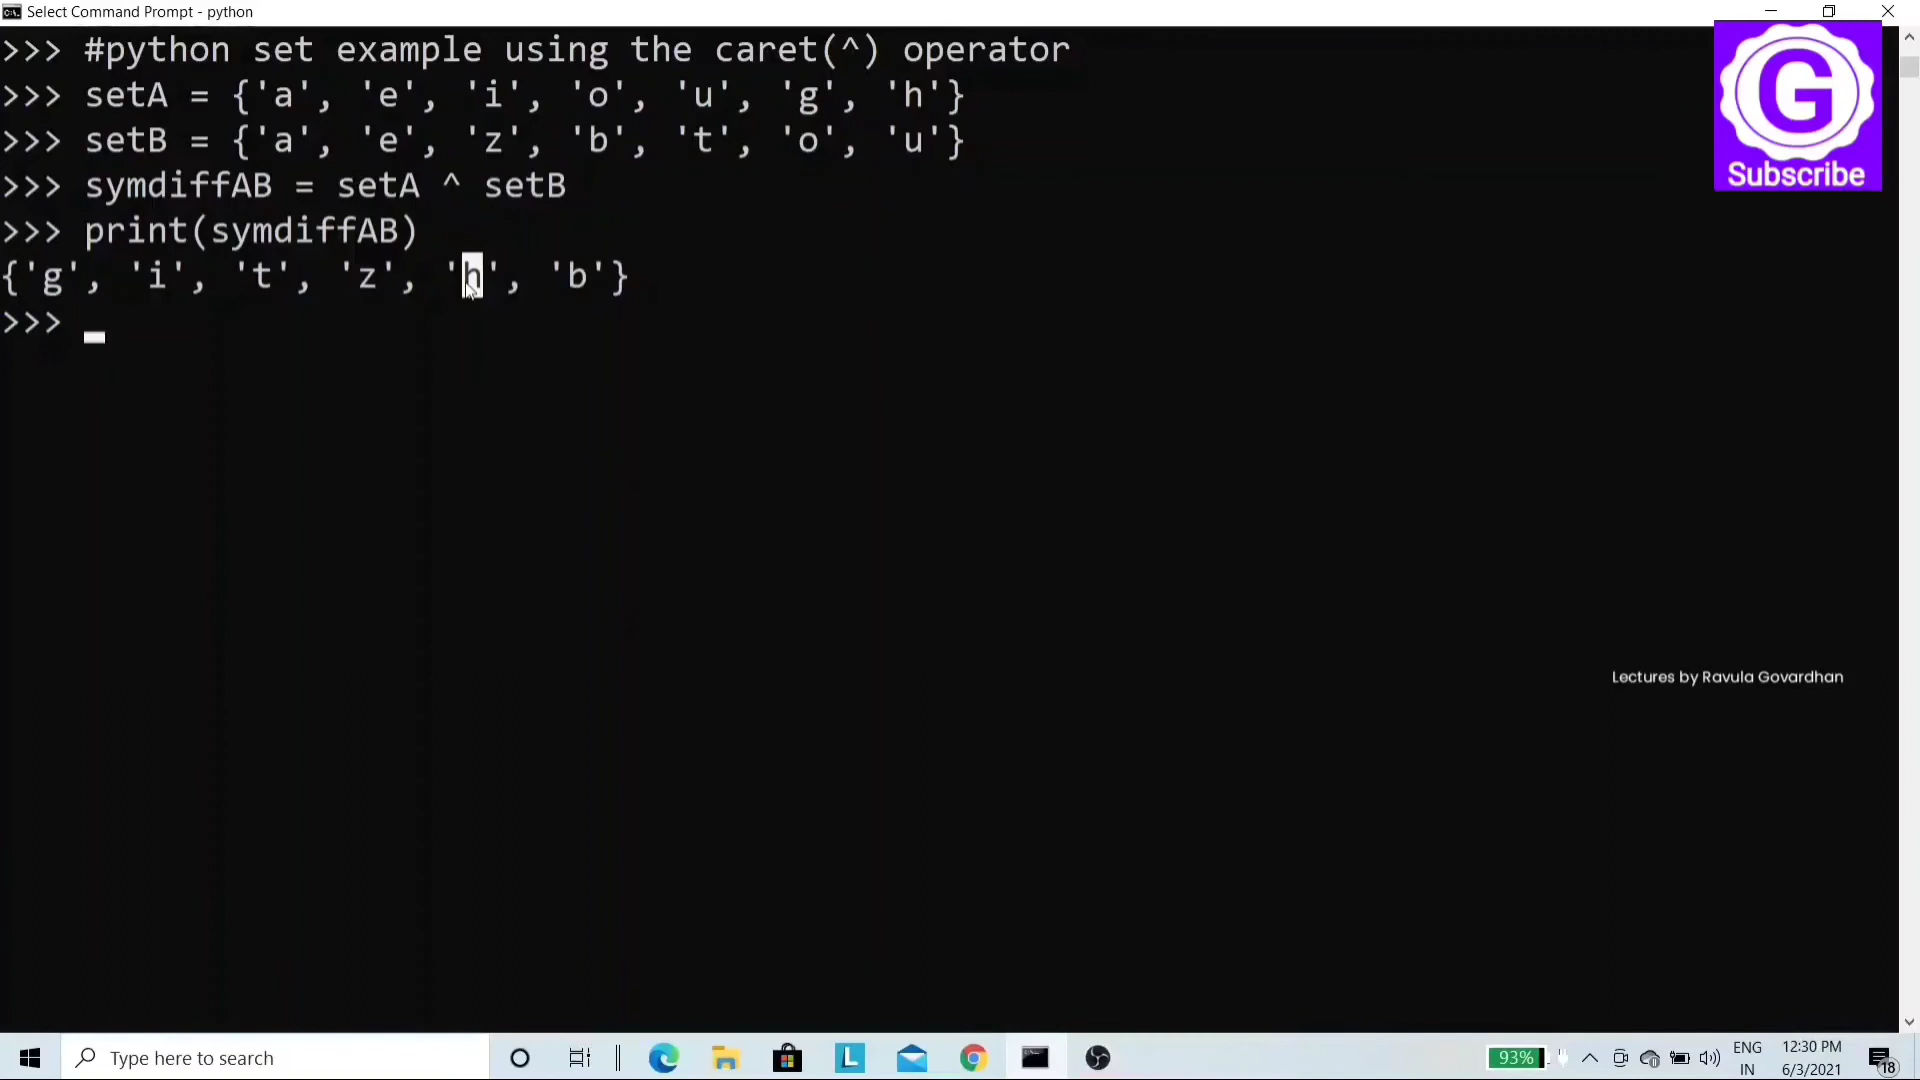 Select Command Prompt - python
>>> #python set example using the caret(^) operator
>>> setA = {'a', 'e', 'i', 'o', 'u', 'g', 'h'}
>>> setB = {'a', 'e', 'z', 'b', 't', 'o', 'u'}
>>> symdiffAB = setA ^ setB
>>> print(symdiffAB)
{'g', 'i', 't', 'z', 'h', 'b'}
>>>
G
Subscribe
Lectures by Ravula Govardhan
Type here to search
L
93%
ENG
IN
12:30 PM
6/3/2021
18